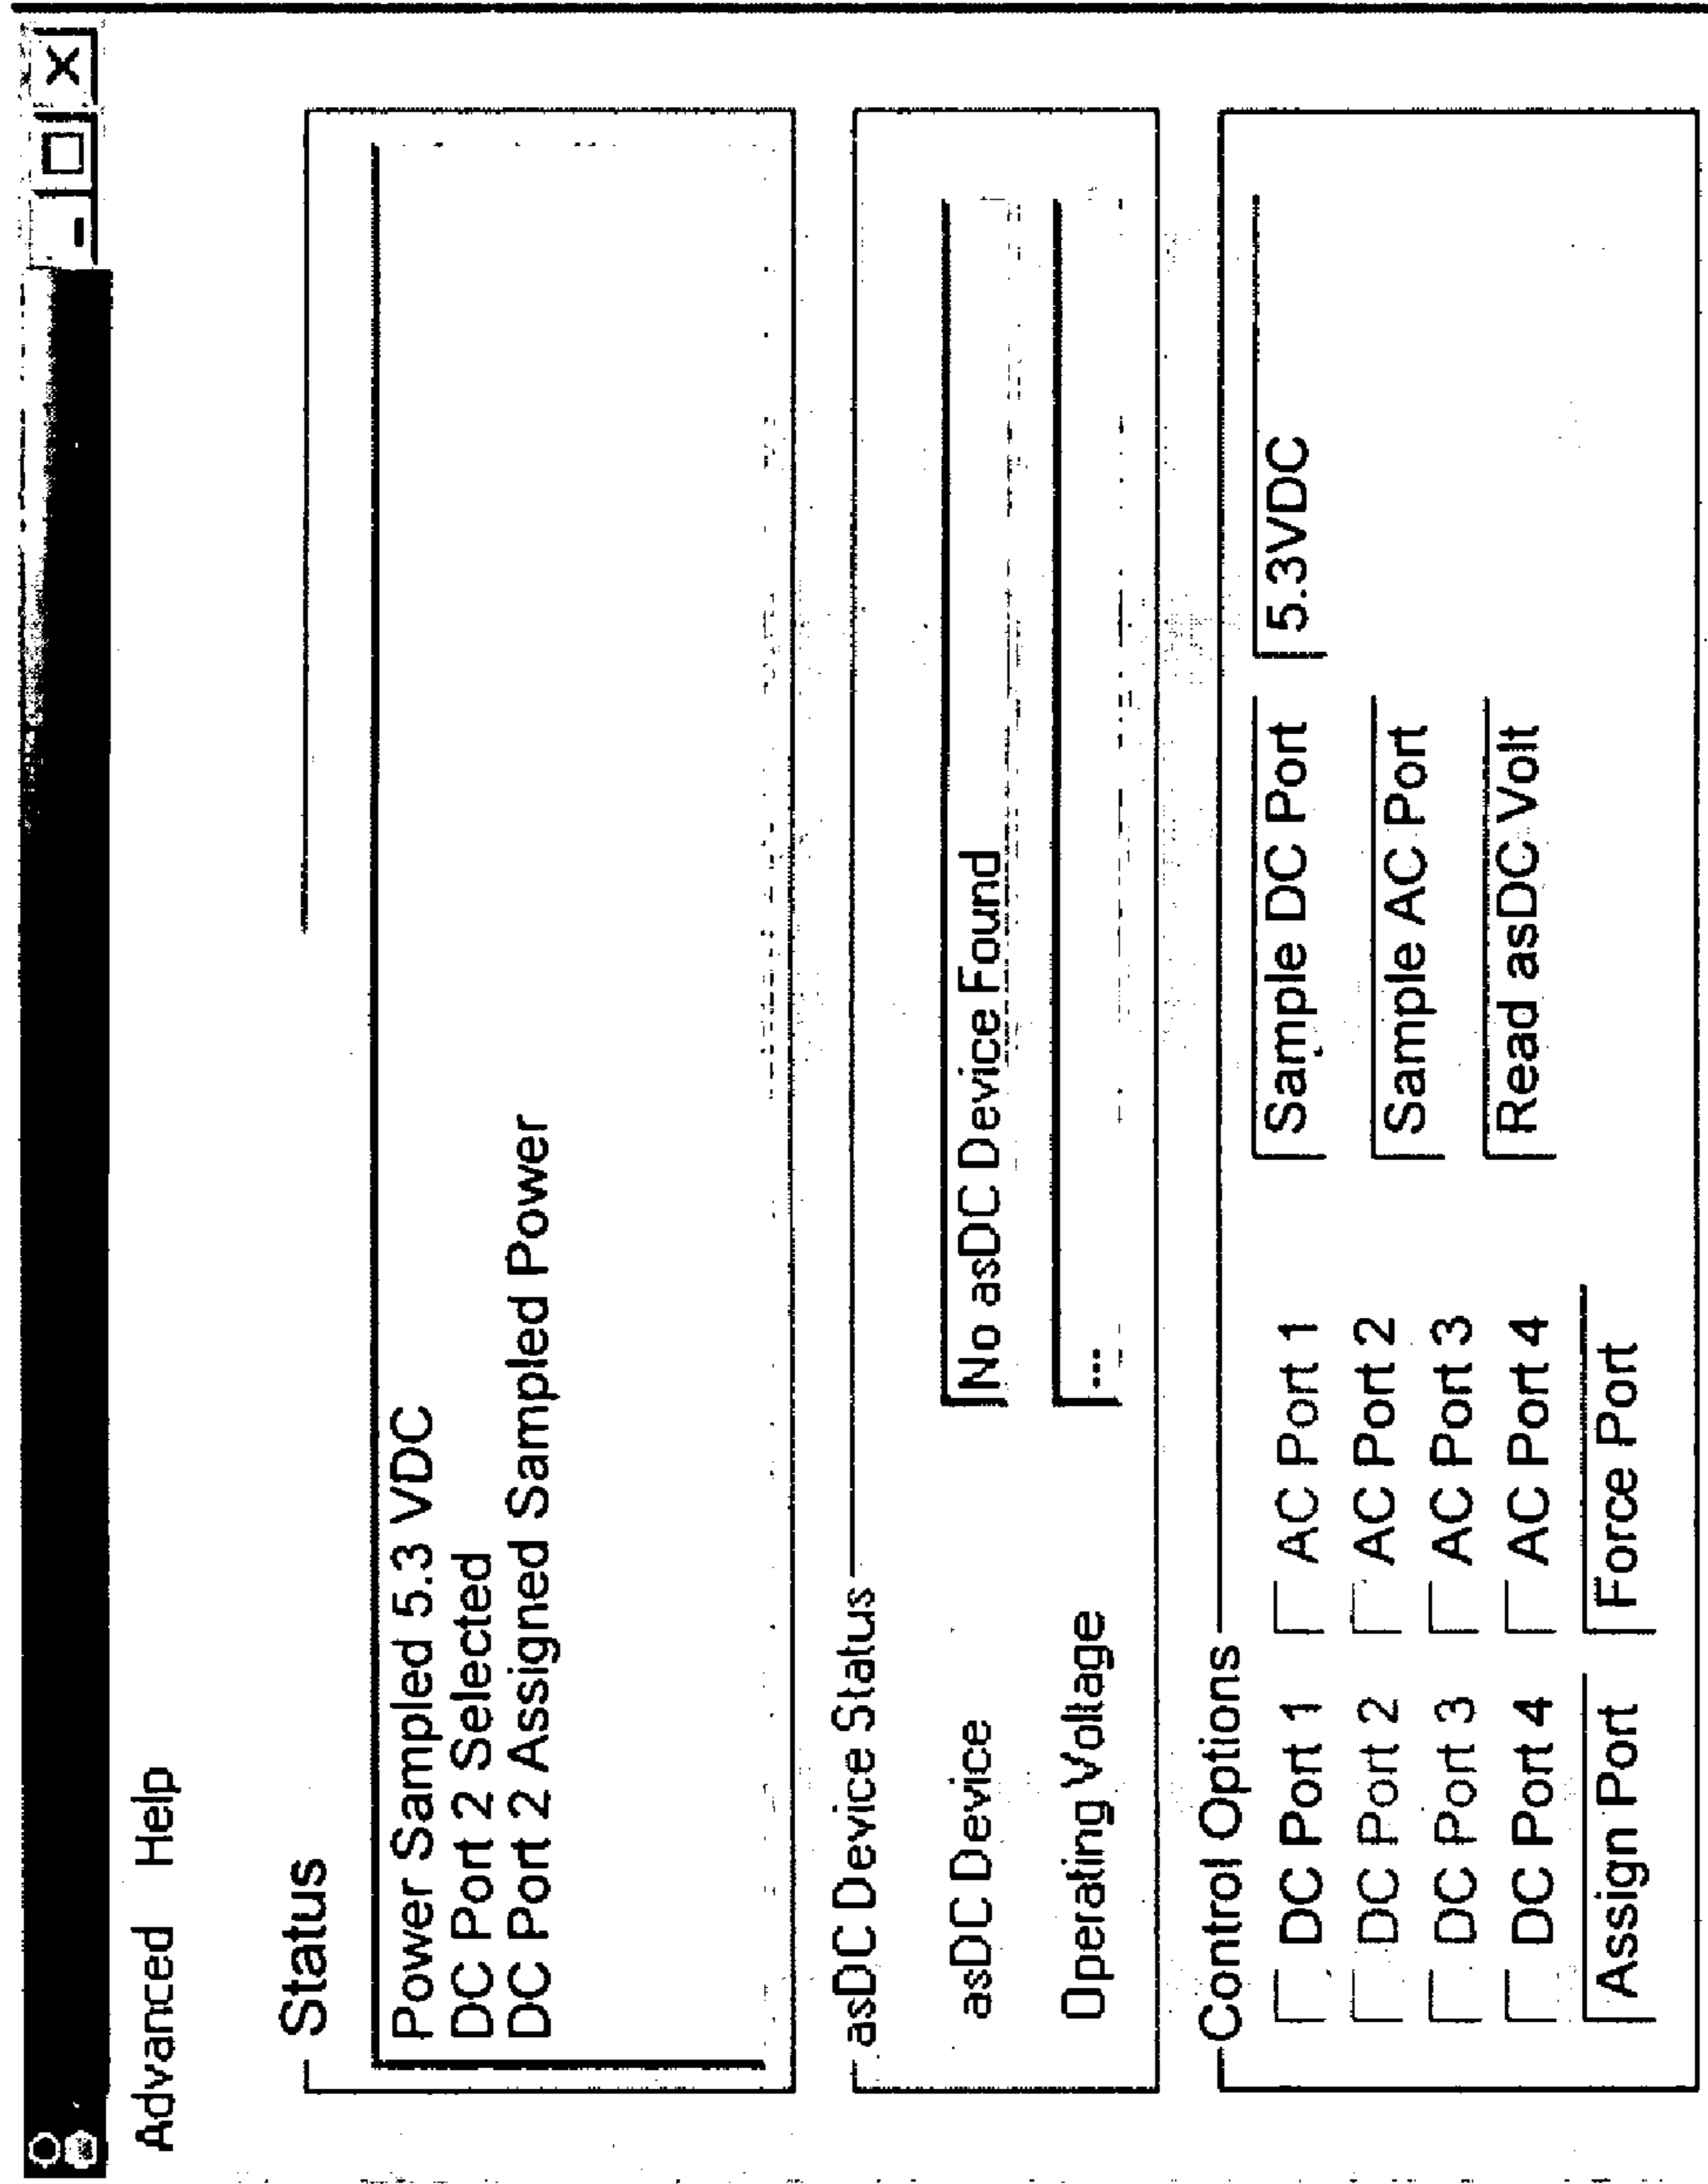 Advanced Help
Status
Power Sampled 5.3 VDC
DC Port 2 Selected
DC Port 2 Assigned Sampled Power
asDC Device Status
asDC Device No asDC Device Found
Operating Voltage ...
Control Options
DC Port 1 AC Port 1 Sample DC Port 5.3VDC
DC Port 2 AC Port 2 Sample AC Port
DC Port 3 AC Port 3
DC Port 4 AC Port 4 Read asDC Volt
Assign Port Force Port